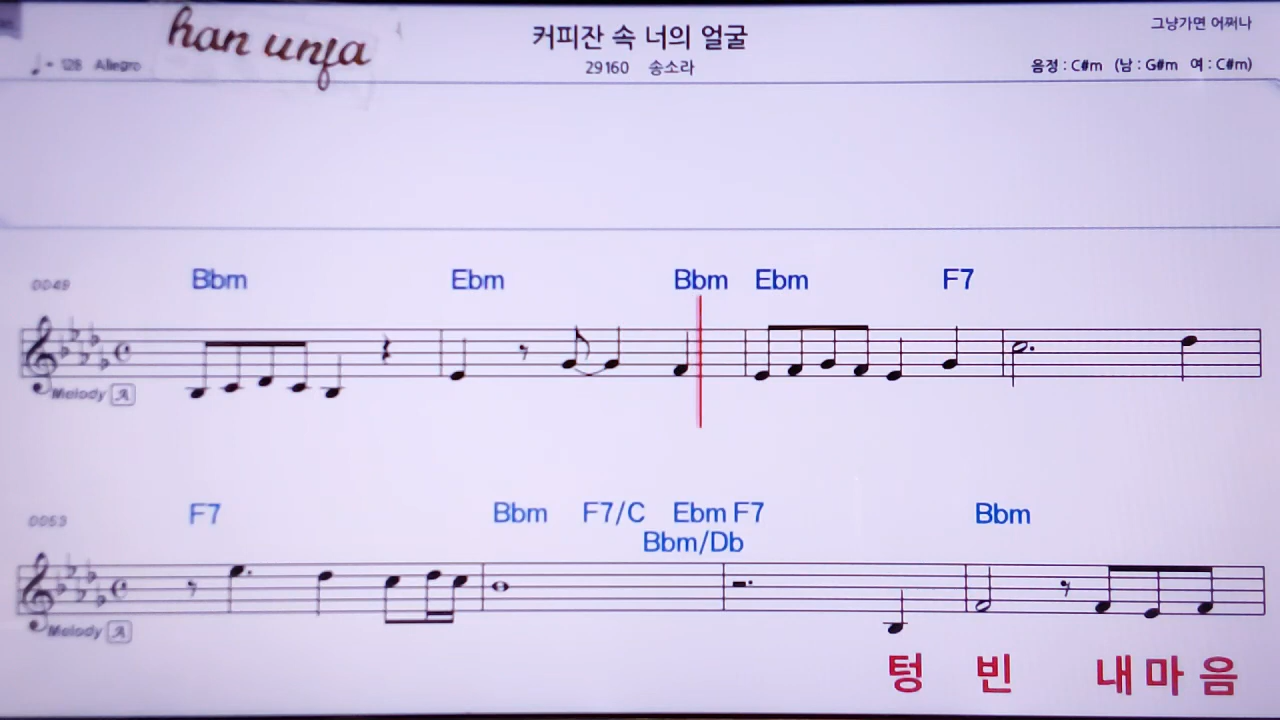 han unfa
커피잔 속 너의 얼굴
그냥가면 어쩌나
♩= 128 Allegro
29160 송소라
음정 : C#m (남 : G#m 여 : C#m)
0049 Bbm Ebm Bbm Ebm F7
Melody A
0053 F7 Bbm F7/C Ebm F7 Bbm
Bbm/Db
Melody A
텅 빈 내 마 음